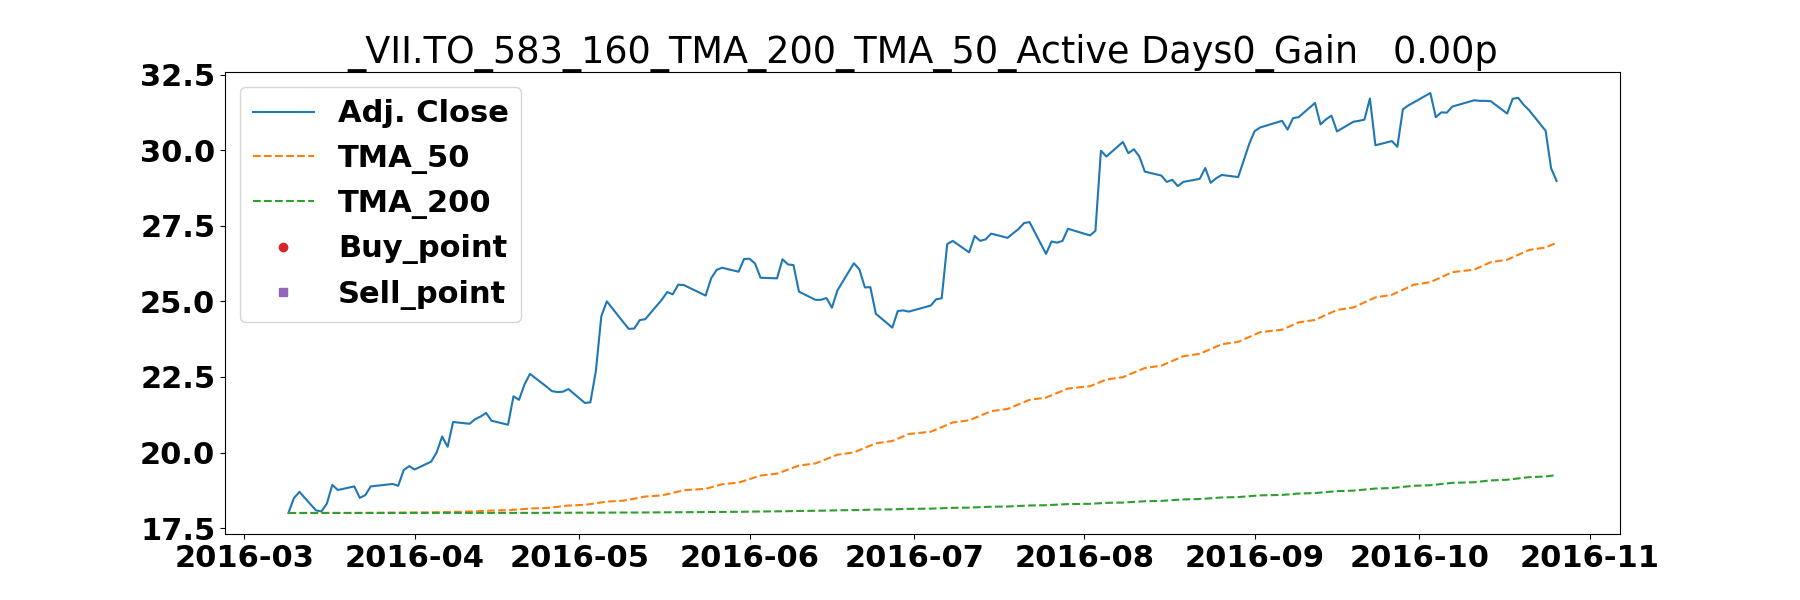 _VII.TO_583_160_TMA_200_TMA_50_Active Days0_Gain   0.00p
32.5
30.0
27.5
25.0
22.5
20.0
17.5
Adj. Close
TMA_50
TMA_200
Buy_point
Sell_point
2016-03 2016-04 2016-05 2016-06 2016-07 2016-08 2016-09 2016-10 2016-11